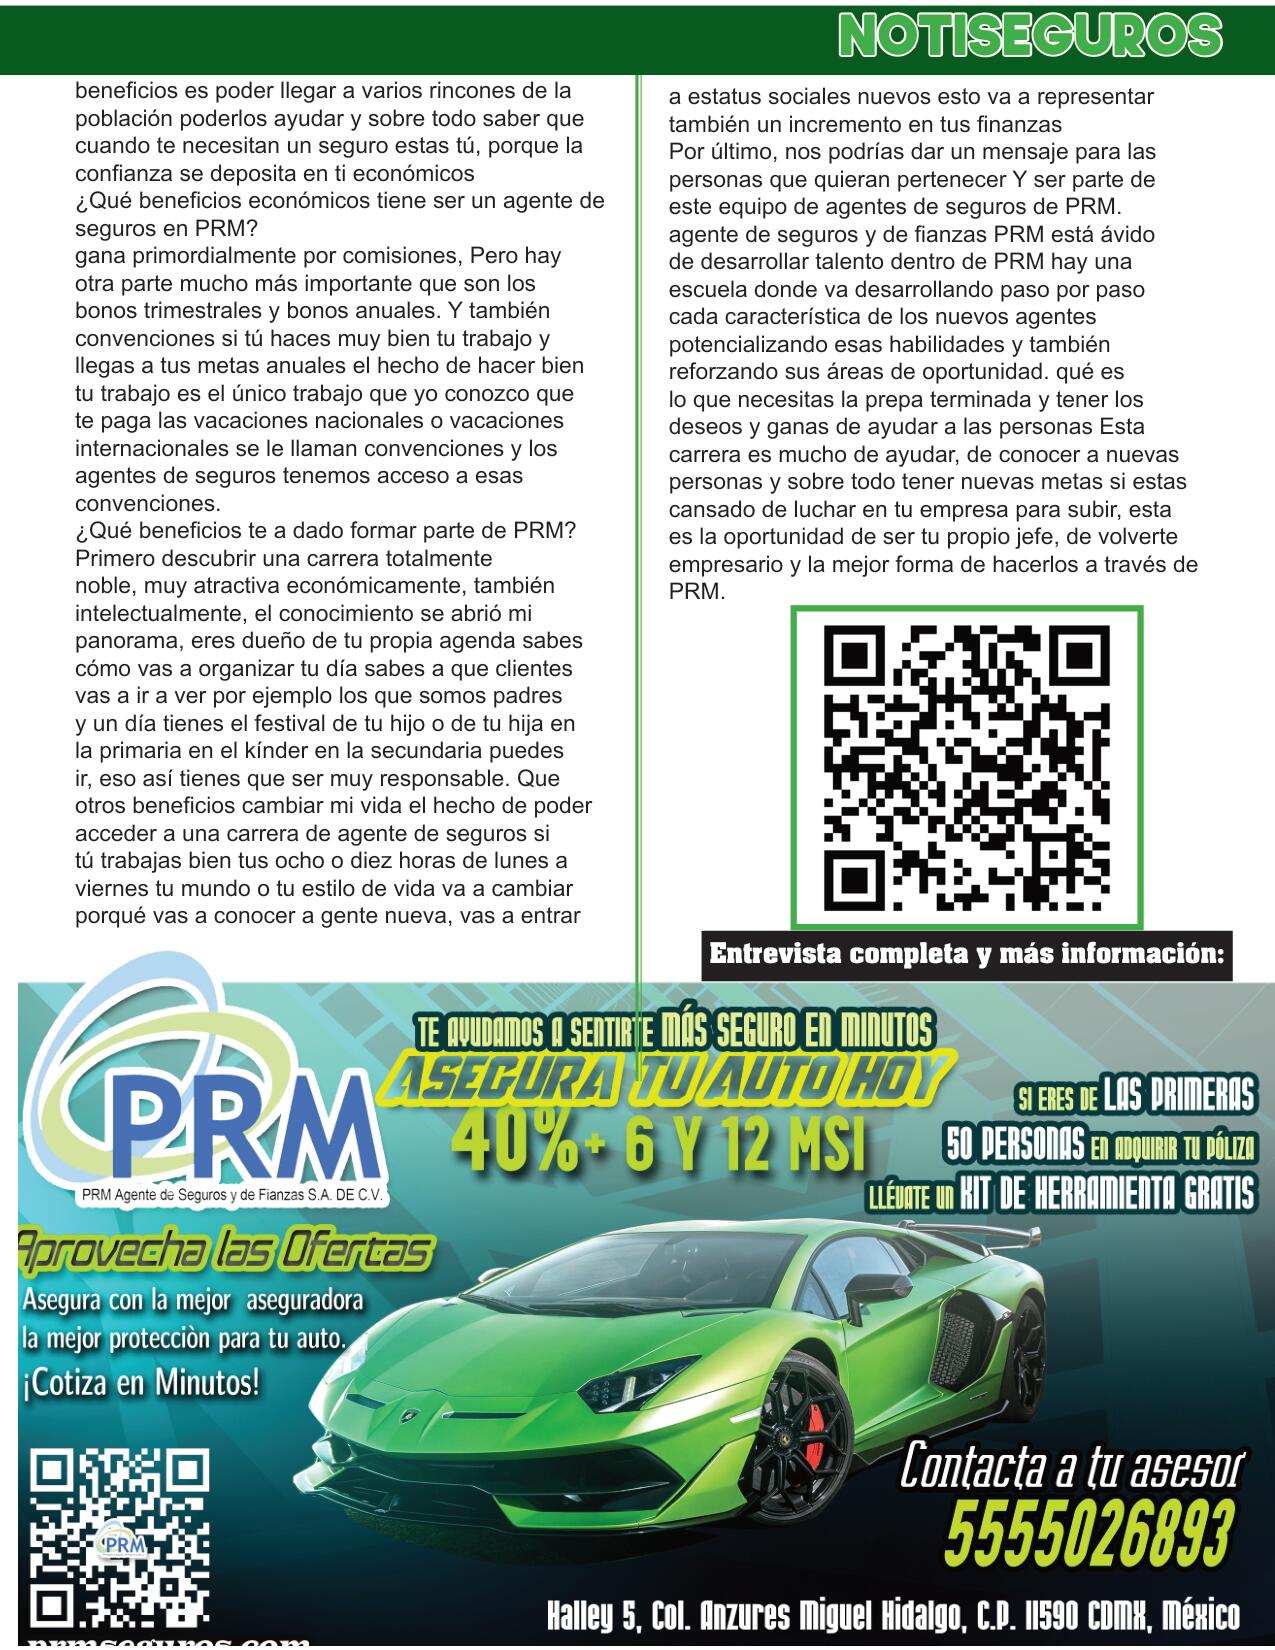 NOTISEGUROS
beneficios es poder llegar a varios rincones de la
población poderlos ayudar y sobre todo saber que
cuando te necesitan un seguro estas tú, porque la
confianza se deposita en ti económicos
¿Qué beneficios económicos tiene ser un agente de
seguros en PRM?
gana primordialmente por comisiones, Pero hay
otra parte mucho más importante que son los
bonos trimestrales y bonos anuales. Y también
convenciones si tú haces muy bien tu trabajo y
llegas a tus metas anuales el hecho de hacer bien
tu trabajo es el único trabajo que yo conozco que
te paga las vacaciones nacionales o vacaciones
internacionales se le llaman convenciones y los
agentes de seguros tenemos acceso a esas
convenciones.
¿Qué beneficios te a dado formar parte de PRM?
Primero descubrir una carrera totalmente
noble, muy atractiva económicamente, también
intelectualmente, el conocimiento se abrió mi
panorama, eres dueño de tu propia agenda sabes
cómo vas a organizar tu día sabes a que clientes
vas a ir a ver por ejemplo los que somos padres
y un día tienes el festival de tu hijo o de tu hija en
la primaria en el kínder en la secundaria puedes
ir, eso así tienes que ser muy responsable. Que
otros beneficios cambiar mi vida el hecho de poder
acceder a una carrera de agente de seguros si
tú trabajas bien tus ocho o diez horas de lunes a
viernes tu mundo o tu estilo de vida va a cambiar
porqué vas a conocer a gente nueva, vas a entrar
a estatus sociales nuevos esto va a representar
también un incremento en tus finanzas
Por último, nos podrías dar un mensaje para las
personas que quieran pertenecer Y ser parte de
este equipo de agentes de seguros de PRM.
agente de seguros y de fianzas PRM está ávido
de desarrollar talento dentro de PRM hay una
escuela donde va desarrollando paso por paso
cada característica de los nuevos agentes
potencializando esas habilidades y también
reforzando sus áreas de oportunidad. qué es
lo que necesitas la prepa terminada y tener los
deseos y ganas de ayudar a las personas Esta
carrera es mucho de ayudar, de conocer a nuevas
personas y sobre todo tener nuevas metas si estas
cansado de luchar en tu empresa para subir, esta
es la oportunidad de ser tu propio jefe, de volverte
empresario y la mejor forma de hacerlos a través de
PRM.
Entrevista completa y más información:
PRM
PRM Agente de Seguros y de Fianzas S.A. DE C.V.
TE AYUDAMOS A SENTIRTE MÁS SEGURO EN MINUTOS
ASEGURA TU AUTO HOY
40%+ 6 Y 12 MSI
SI ERES DE LAS PRIMERAS
50 PERSONAS EN ADQUIRIR TU PÓLIZA
LLÉVATE UN KIT DE HERRAMIENTA GRATIS
Aprovecha las Ofertas
Asegura con la mejor aseguradora
la mejor protecciòn para tu auto.
¡Cotiza en Minutos!
PRM
Contacta a tu asesor
5555026893
Halley 5, Col. Anzures Miguel Hidalgo, C.P. 11590 CDMX, México
prmseguros.com